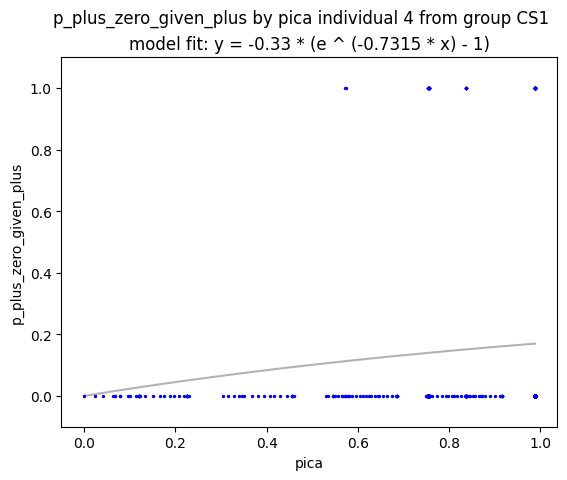 p_plus_zero_given_plus by pica individual 4 from group CS1
model fit: y = -0.33 * (e ^ (-0.7315 * x) - 1)
1.0
0.8
0.6
0.4
0.2
0.0
p_plus_zero_given_plus
0.0 0.2 0.4 0.6 0.8 1.0
pica